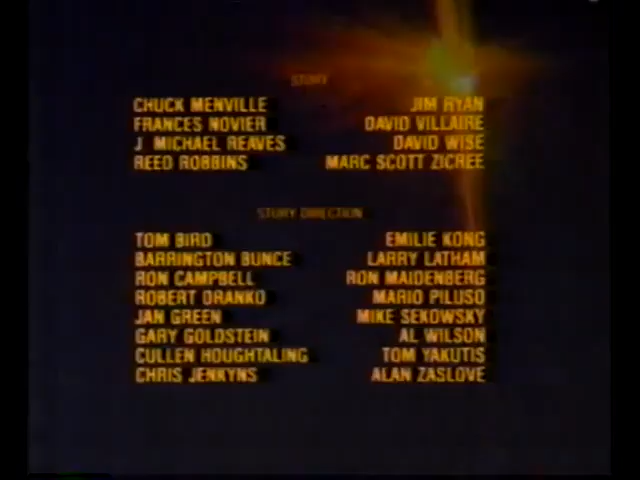 STORY
CHUCK MENVILLE JIM RYAN
FRANCES NOVIER DAVID VILLAIRE
J MICHAEL REAVES DAVID WISE
REED ROBBINS MARC SCOTT ZICREE
STORY DIRECTION
TOM BIRD EMILIE KONG
BARRINGTON BUNCE LARRY LATHAM
RON CAMPBELL RON MAIDENBERG
ROBERT DRANKO MARIO PILUSO
JAN GREEN MIKE SEKOWSKY
GARY GOLDSTEIN AL WILSON
CULLEN HOUGHTALING TOM YAKUTIS
CHRIS JENKYNS ALAN ZASLOVE